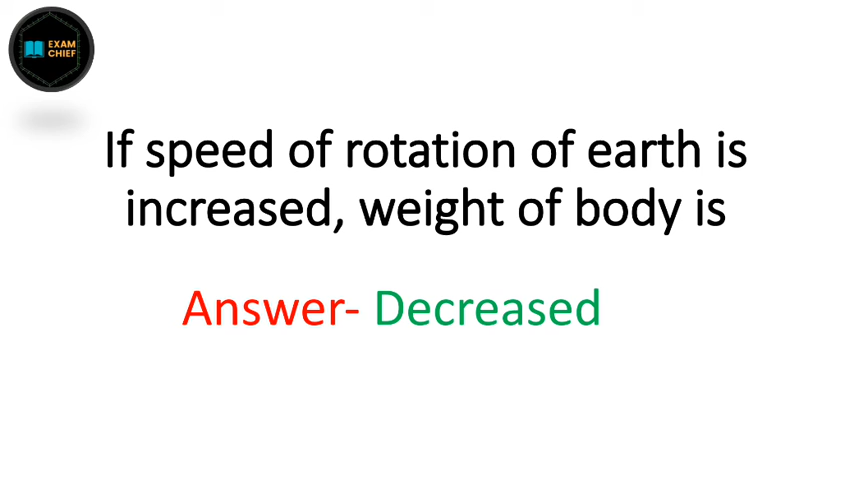 EXAM
CHIEF
If speed of rotation of earth is
increased, weight of body is
Answer- Decreased